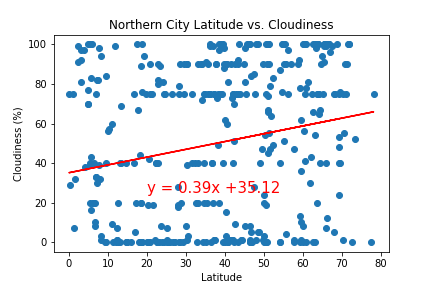 Northern City Latitude vs. Cloudiness
100
80
60
40
20
0
Cloudiness (%)
y = 0.39x +35.12
0 10 20 30 40 50 60 70 80
Latitude